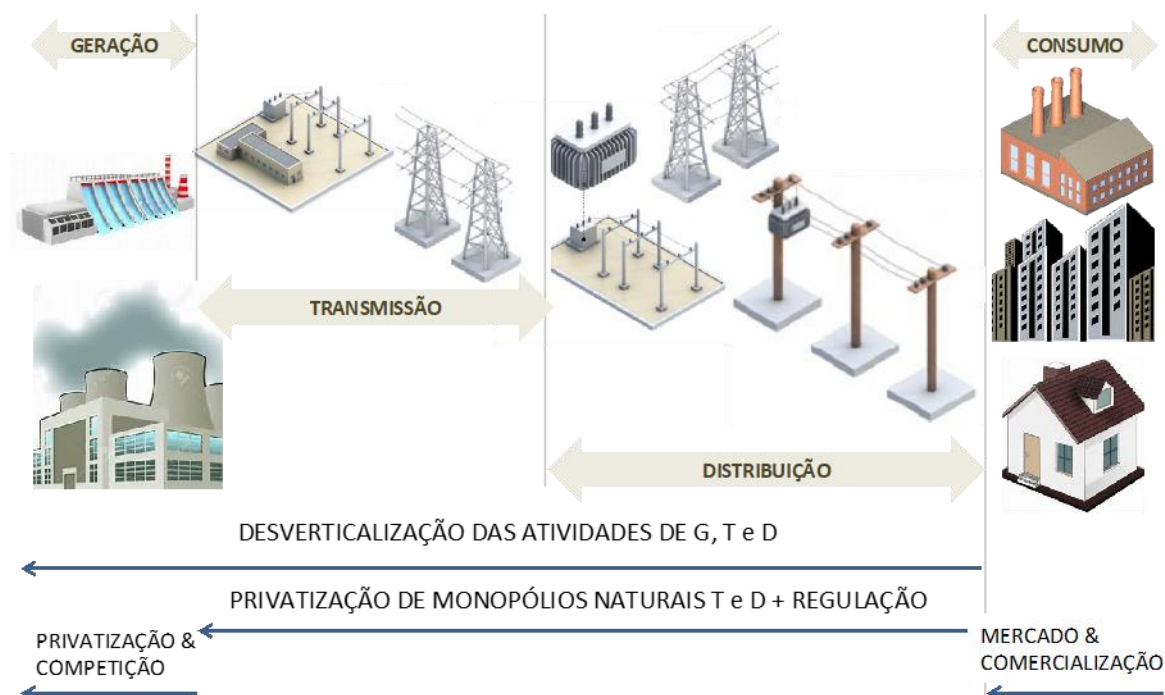 GERAÇÃO
CONSUMO
TRANSMISSÃO
DISTRIBUIÇÃO
DESVERTICALIZAÇÃO DAS ATIVIDADES DE G, T e D
PRIVATIZAÇÃO DE MONOPÓLIOS NATURAIS T e D + REGULAÇÃO
PRIVATIZAÇÃO &
COMPETIÇÃO
MERCADO &
COMERCIALIZAÇÃO